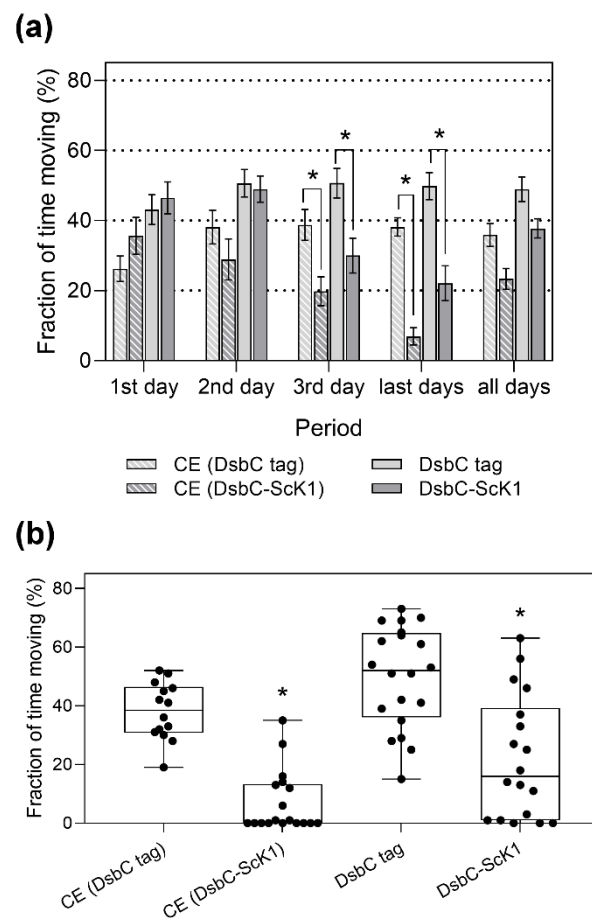 (a)
Fraction of time moving (%)
80
60
40
20
0
* * * *
1st day 2nd day 3rd day last days all days
Period
CE (DsbC tag) DsbC tag
CE (DsbC-ScK1) DsbC-ScK1
(b)
Fraction of time moving (%)
80
60
40
20
0
* *
CE (DsbC tag) CE (DsbC-ScK1) DsbC tag DsbC-ScK1